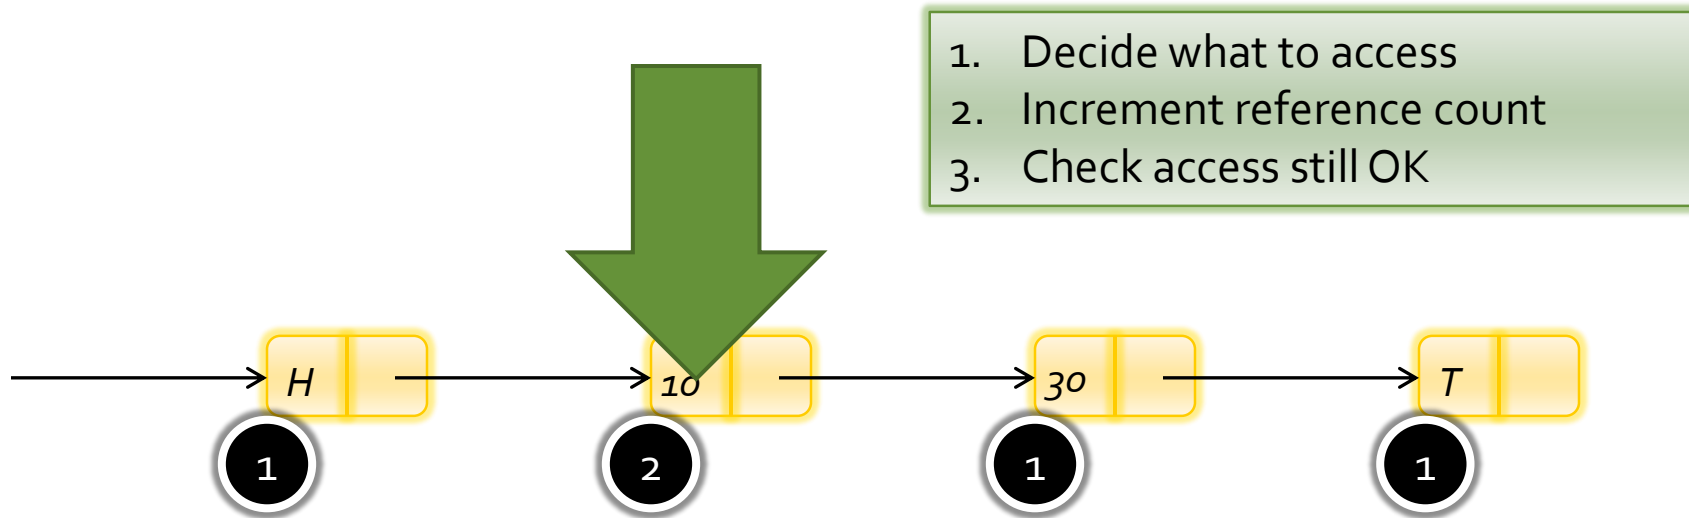 1. Decide what to access
2. Increment reference count
3. Check access still OK
H 10 30 T
1 2 1 1